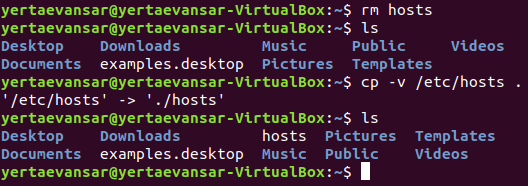 yertaevansar@yertaevansar-VirtualBox:~$ rm hosts
yertaevansar@yertaevansar-VirtualBox:~$ ls
Desktop    Downloads         Music     Public     Videos
Documents  examples.desktop  Pictures  Templates
yertaevansar@yertaevansar-VirtualBox:~$ cp -v /etc/hosts .
'/etc/hosts' -> './hosts'
yertaevansar@yertaevansar-VirtualBox:~$ ls
Desktop    Downloads         hosts  Pictures  Templates
Documents  examples.desktop  Music  Public    Videos
yertaevansar@yertaevansar-VirtualBox:~$